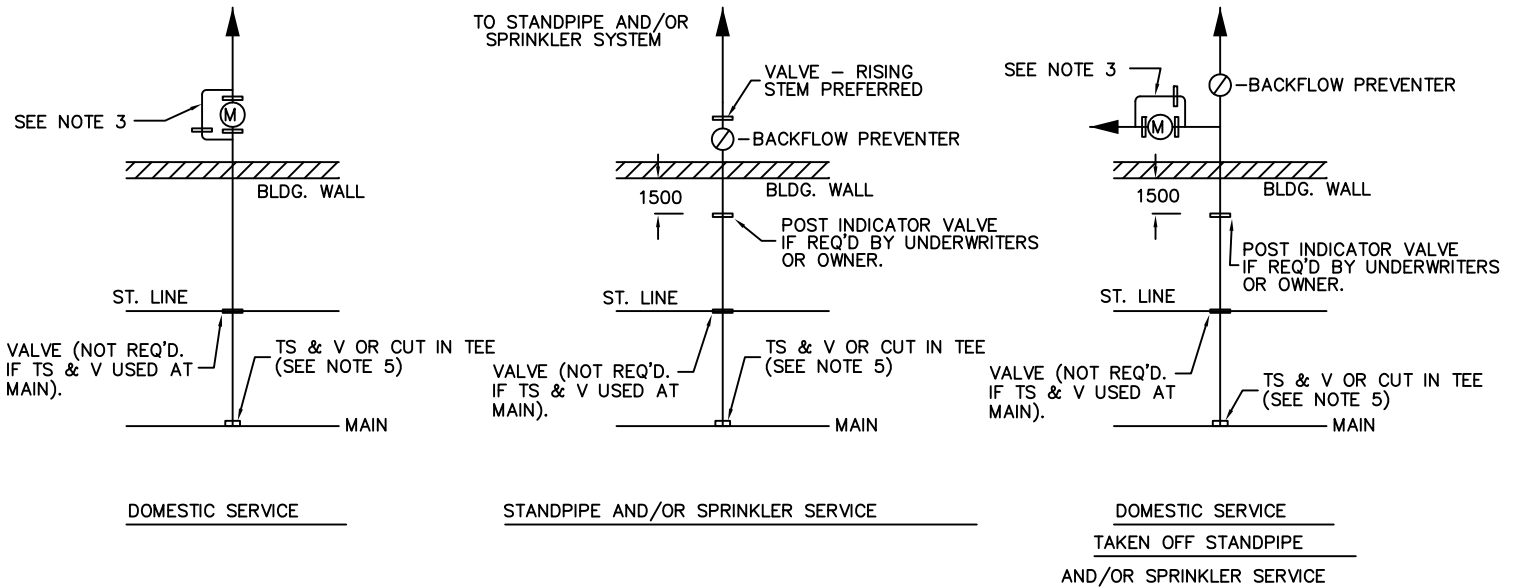 SEE NOTE 3
M
BLDG. WALL
ST. LINE
VALVE (NOT REQ'D.
IF TS & V USED AT
MAIN).
TS & V OR CUT IN TEE
(SEE NOTE 5)
MAIN
DOMESTIC SERVICE
TO STANDPIPE AND/OR
SPRINKLER SYSTEM
VALVE – RISING
STEM PREFERRED
BACKFLOW PREVENTER
BLDG. WALL
1500
POST INDICATOR VALVE
IF REQ'D BY UNDERWRITERS
OR OWNER.
ST. LINE
VALVE (NOT REQ'D.
IF TS & V USED AT
MAIN).
TS & V OR CUT IN TEE
(SEE NOTE 5)
MAIN
STANDPIPE AND/OR SPRINKLER SERVICE
SEE NOTE 3
M
BACKFLOW PREVENTER
BLDG. WALL
1500
POST INDICATOR VALVE
IF REQ'D BY UNDERWRITERS
OR OWNER.
ST. LINE
VALVE (NOT REQ'D.
IF TS & V USED AT
MAIN).
TS & V OR CUT IN TEE
(SEE NOTE 5)
MAIN
DOMESTIC SERVICE
TAKEN OFF STANDPIPE
AND/OR SPRINKLER SERVICE